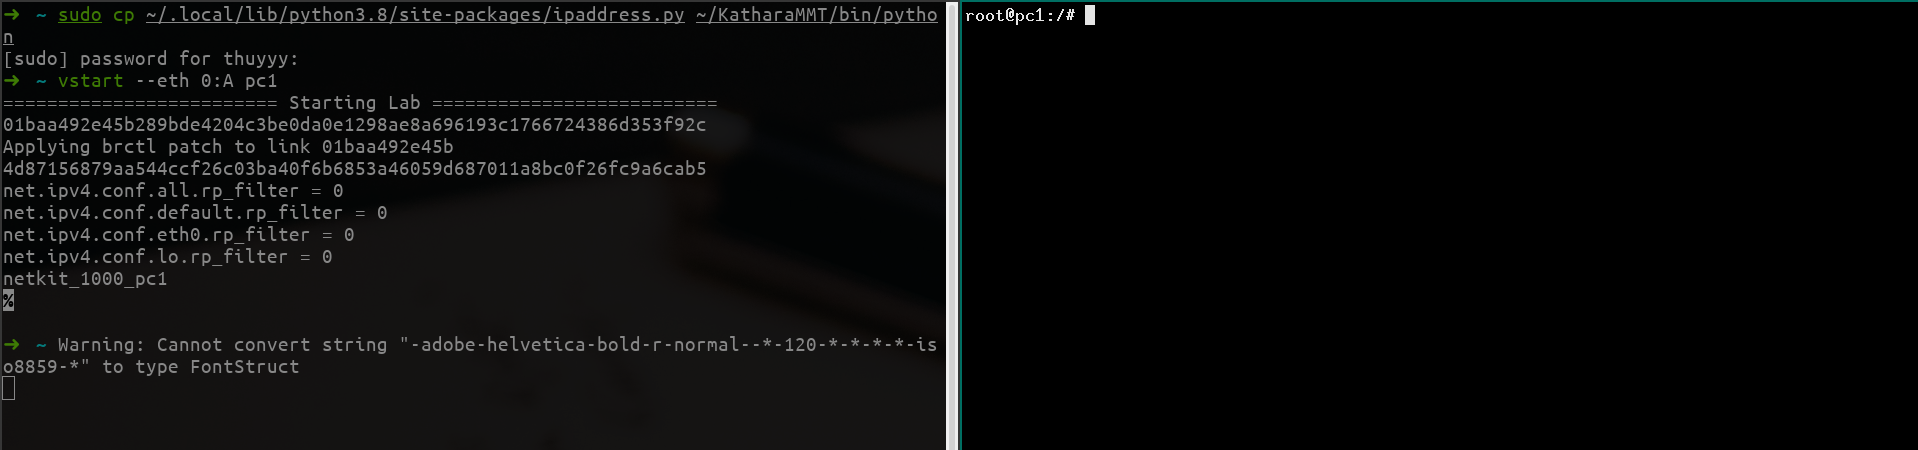 ➜ ~ sudo cp ~/.local/lib/python3.8/site-packages/ipaddress.py ~/KatharaMMT/bin/pytho
n
[sudo] password for thuyyy:
➜ ~ vstart --eth 0:A pc1
========================= Starting Lab ==========================
01baa492e45b289bde4204c3be0da0e1298ae8a696193c1766724386d353f92c
Applying brctl patch to link 01baa492e45b
4d87156879aa544ccf26c03ba40f6b6853a46059d687011a8bc0f26fc9a6cab5
net.ipv4.conf.all.rp_filter = 0
net.ipv4.conf.default.rp_filter = 0
net.ipv4.conf.eth0.rp_filter = 0
net.ipv4.conf.lo.rp_filter = 0
netkit_1000_pc1
%
➜ ~ Warning: Cannot convert string "-adobe-helvetica-bold-r-normal--*-120-*-*-*-*-is
o8859-*" to type FontStruct
root@pc1:/#